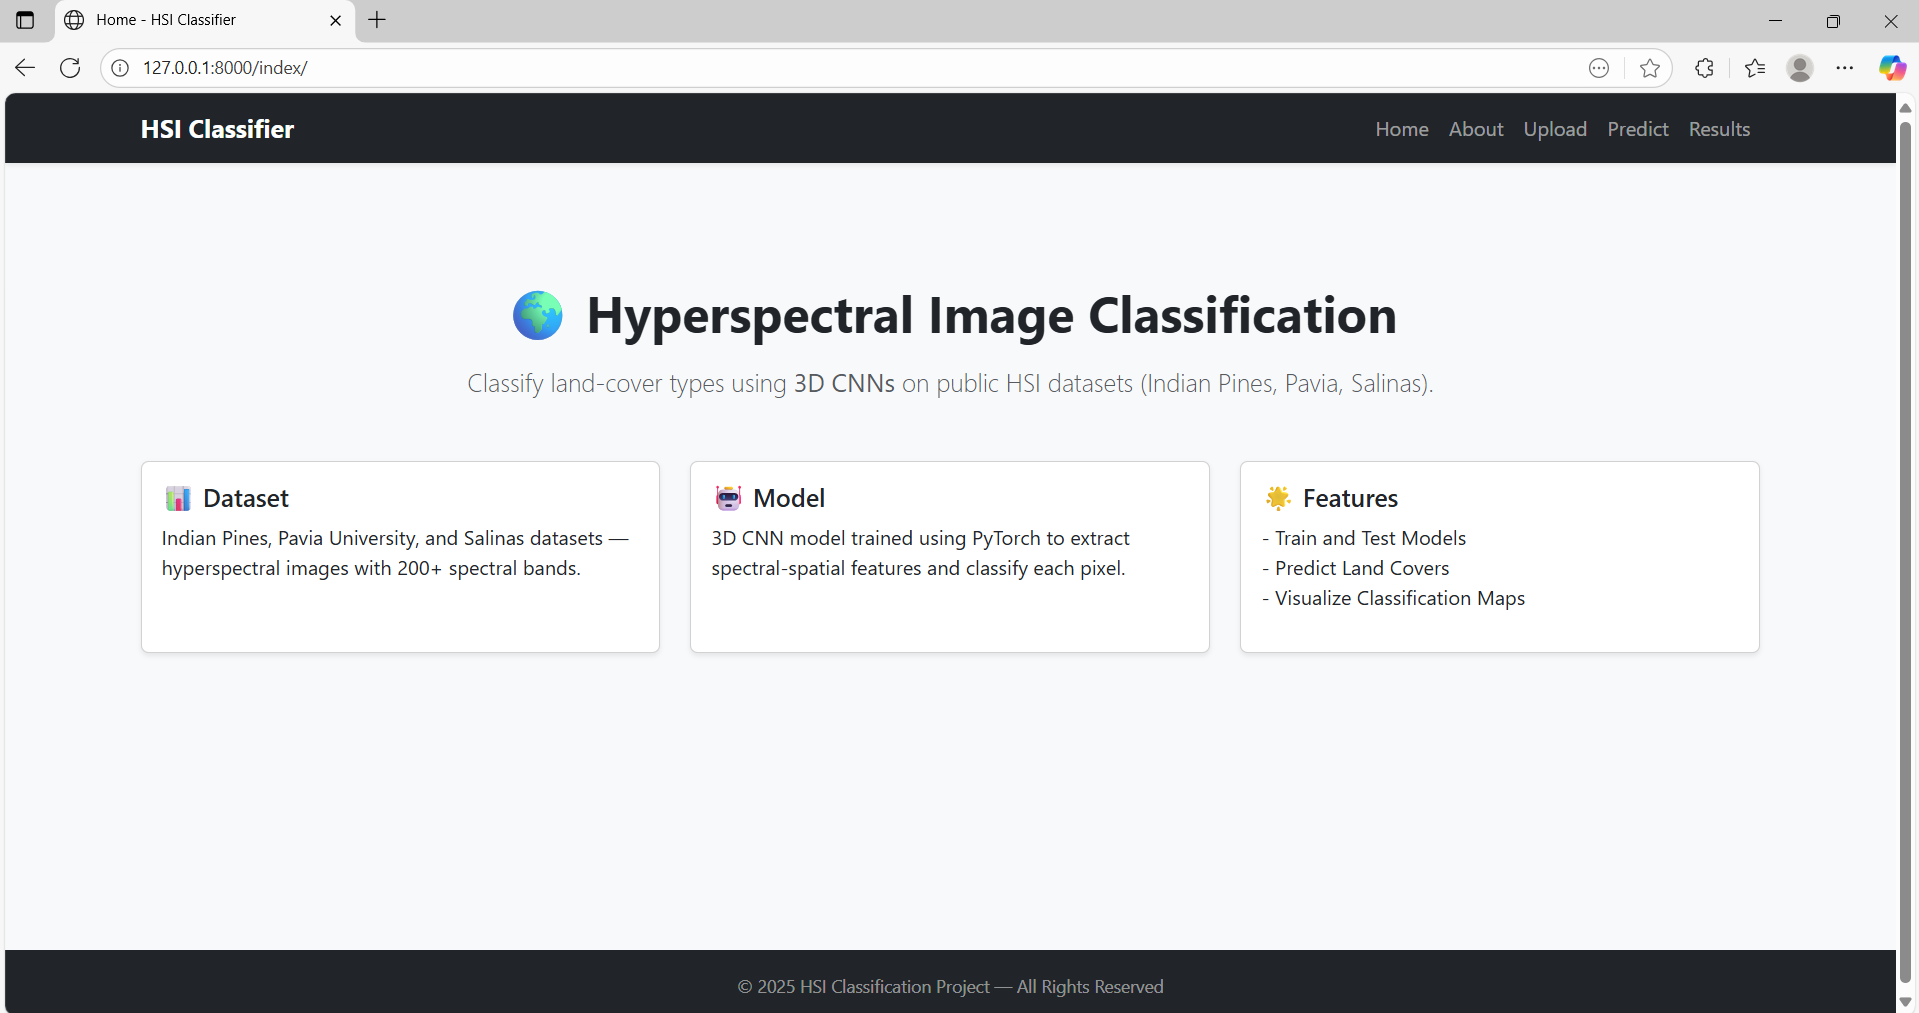 Home - HSI Classifier
127.0.0.1:8000/index/
HSI Classifier
Home About Upload Predict Results
Hyperspectral Image Classification
Classify land-cover types using 3D CNNs on public HSI datasets (Indian Pines, Pavia, Salinas).
Dataset
Indian Pines, Pavia University, and Salinas datasets —
hyperspectral images with 200+ spectral bands.
Model
3D CNN model trained using PyTorch to extract
spectral-spatial features and classify each pixel.
Features
- Train and Test Models
- Predict Land Covers
- Visualize Classification Maps
© 2025 HSI Classification Project — All Rights Reserved